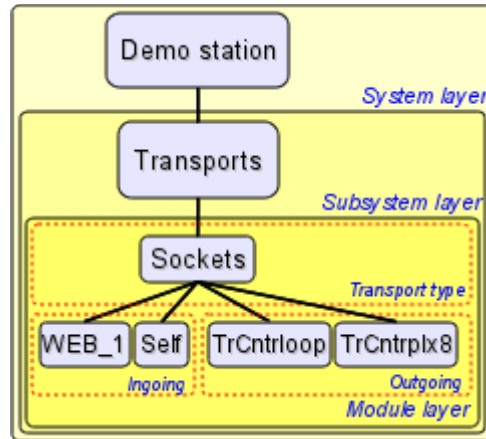 Demo station
System layer
Transports
Subsystem layer
Sockets
Transport type
WEB_1 Self TrCntrloop TrCntrplx8
Ingoing Outgoing
Module layer